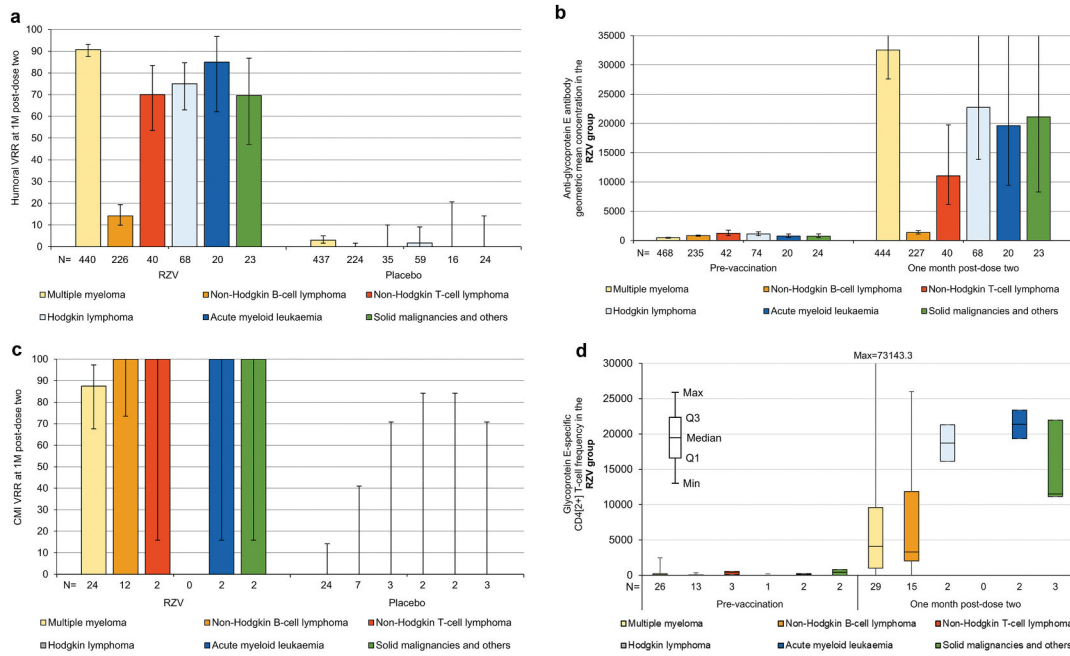 a
Humoral VRR at 1M post-dose two
100
90
80
70
60
50
40
30
20
10
0
N= 440 226 40 68 20 23 437 224 35 59 16 24
RZV Placebo
Multiple myeloma Non-Hodgkin B-cell lymphoma Non-Hodgkin T-cell lymphoma
Hodgkin lymphoma Acute myeloid leukaemia Solid malignancies and others
b
Anti-glycoprotein E antibody
geometric mean concentration in the
RZV group
35000
30000
25000
20000
15000
10000
5000
0
N= 468 235 42 74 20 24 444 227 40 68 20 23
Pre-vaccination One month post-dose two
Multiple myeloma Non-Hodgkin B-cell lymphoma Non-Hodgkin T-cell lymphoma
Hodgkin lymphoma Acute myeloid leukaemia Solid malignancies and others
c
CMI VRR at 1M post-dose two
100
90
80
70
60
50
40
30
20
10
0
N= 24 12 2 0 2 2 24 7 3 2 2 3
RZV Placebo
Multiple myeloma Non-Hodgkin B-cell lymphoma Non-Hodgkin T-cell lymphoma
Hodgkin lymphoma Acute myeloid leukaemia Solid malignancies and others
d
Max=73143.3
Glycoprotein E-specific
CD4[2+] T-cell frequency in the
RZV group
30000
25000
20000
15000
10000
5000
0
Max
Q3
Median
Q1
Min
N= 26 13 3 1 2 2 29 15 2 0 2 3
Pre-vaccination One month post-dose two
Multiple myeloma Non-Hodgkin B-cell lymphoma Non-Hodgkin T-cell lymphoma
Hodgkin lymphoma Acute myeloid leukaemia Solid malignancies and others